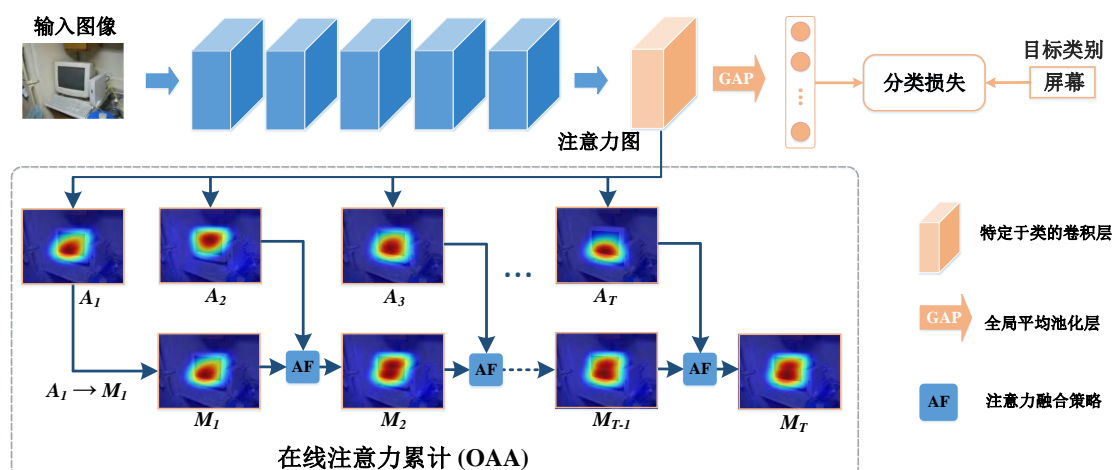 输入图像
GAP
分类损失
目标类别
屏幕
注意力图
A1
A2
A3
...
AT
A1 → M1
AF
AF
AF
M1
M2
MT-1
MT
在线注意力累计 (OAA)
特定于类的卷积层
GAP
全局平均池化层
AF
注意力融合策略